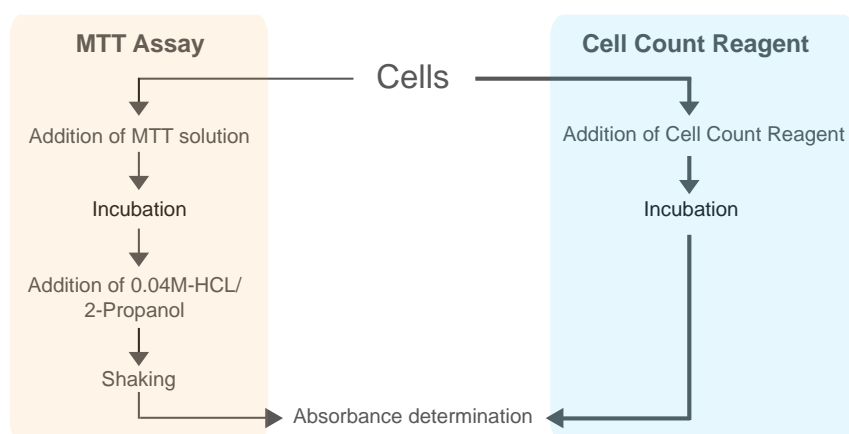 MTT Assay
Cell Count Reagent
Cells
Addition of MTT solution
Addition of Cell Count Reagent
Incubation
Incubation
Addition of 0.04M-HCL/
2-Propanol
Shaking
Absorbance determination